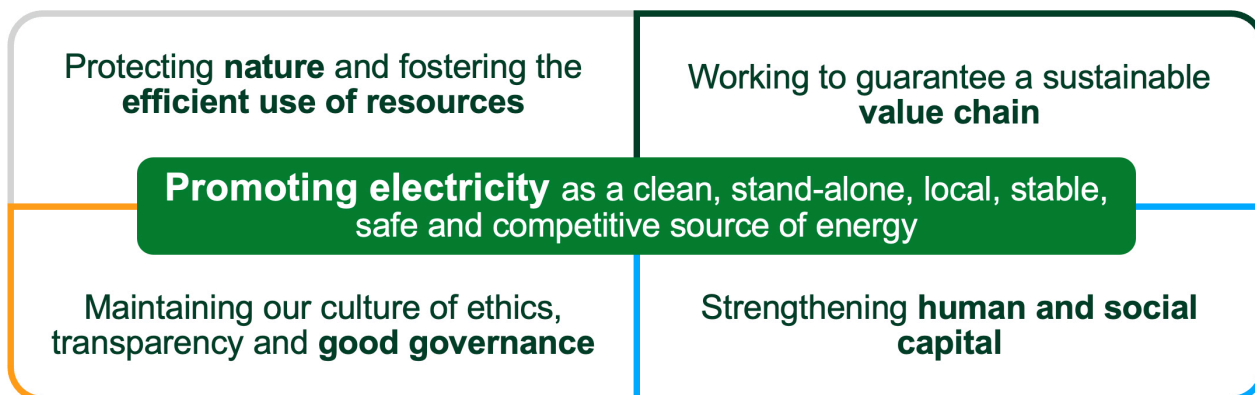 Protecting nature and fostering the
efficient use of resources
Working to guarantee a sustainable
value chain
Promoting electricity as a clean, stand-alone, local, stable,
safe and competitive source of energy
Maintaining our culture of ethics,
transparency and good governance
Strengthening human and social
capital